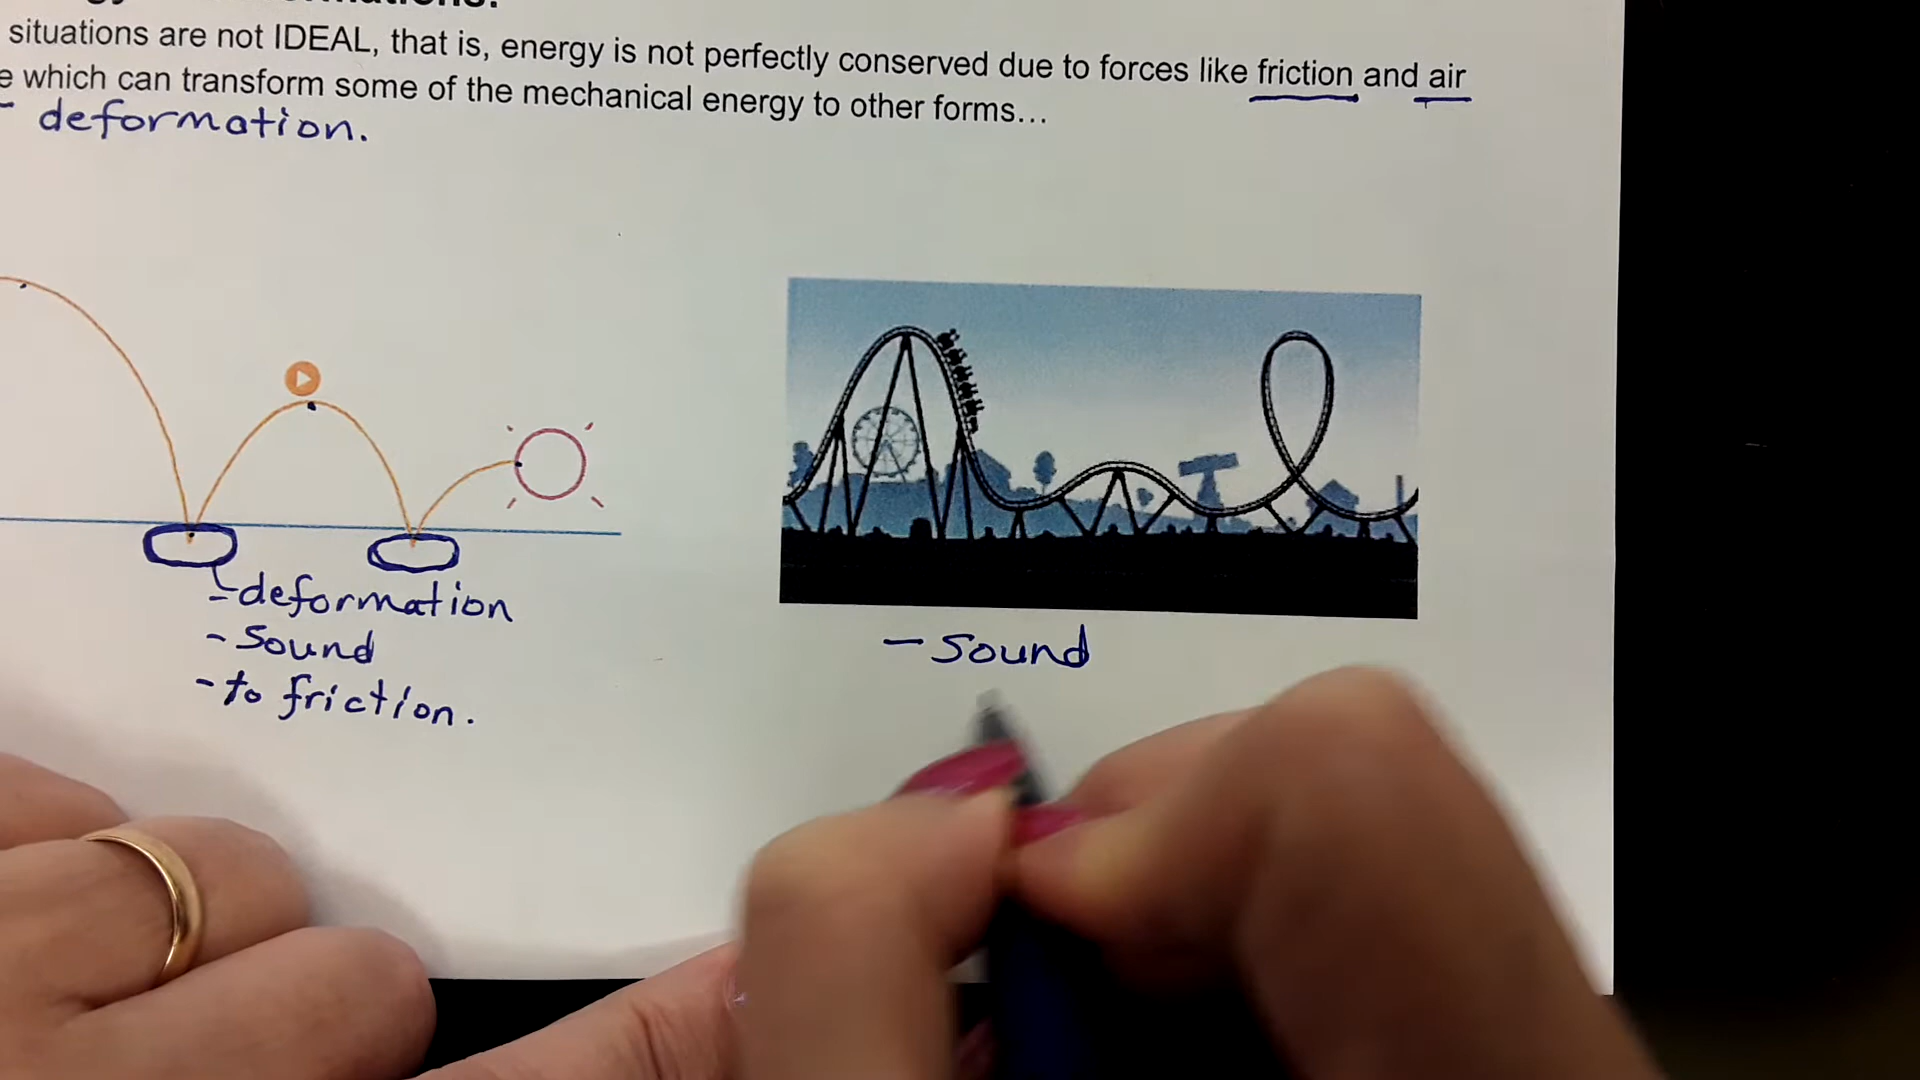 situations are not IDEAL, that is, energy is not perfectly conserved due to forces like friction and air
e which can transform some of the mechanical energy to other forms...
- deformation.
- deformation
- Sound
- to friction.
- Sound